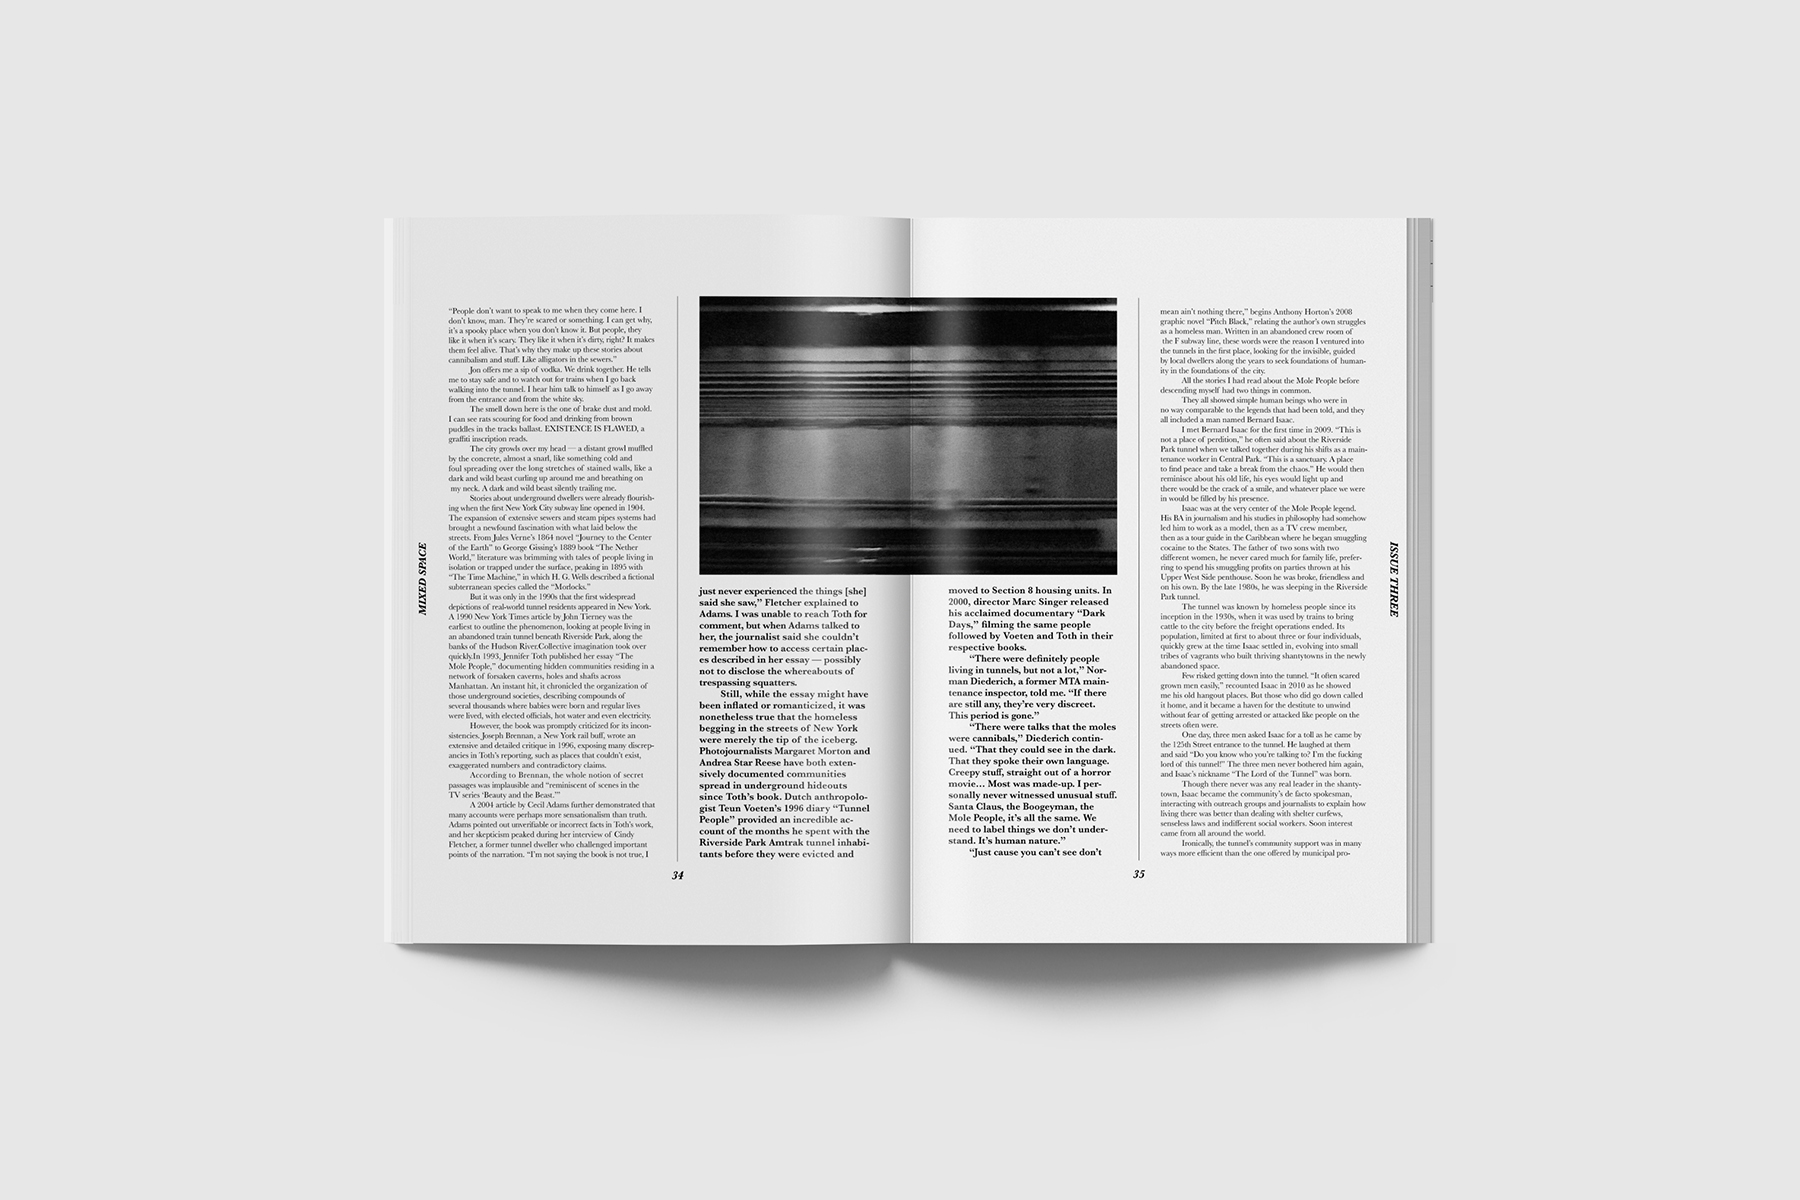 MIXED SPACE
“People don’t want to speak to me when they come here. I
don’t know, man. They’re scared or something. I can get why,
it’s a spooky place when you don’t know it. But people, they
like it when it’s scary. They like it when it’s dirty, right? It makes
them feel alive. That’s why they make up these stories about
cannibalism and stuff. Like alligators in the sewers.”
Jon offers me a sip of vodka. We drink together. He tells
me to stay safe and to watch out for trains when I go back
walking into the tunnel. I hear him talk to himself as I go away
from the entrance and from the white sky.
The smell down here is the one of brake dust and mold.
I can see rats scouring for food and drinking from brown
puddles in the tracks ballast. EXISTENCE IS FLAWED, a
graffiti inscription reads.
The city growls over my head — a distant growl muffled
by the concrete, almost a snarl, like something cold and
foul spreading over the long stretches of stained walls, like a
dark and wild beast curling up around me and breathing on
my neck. A dark and wild beast silently trailing me.
Stories about underground dwellers were already flourish-
ing when the first New York City subway line opened in 1904.
The expansion of extensive sewers and steam pipes systems had
brought a newfound fascination with what laid below the
streets. From Jules Verne’s 1864 novel “Journey to the Center
of the Earth” to George Gissing’s 1889 book “The Nether
World,” literature was brimming with tales of people living in
isolation or trapped under the surface, peaking in 1895 with
“The Time Machine,” in which H. G. Wells described a fictional
subterranean species called the “Morlocks.”
But it was only in the 1990s that the first widespread
depictions of real-world tunnel residents appeared in New York.
A 1990 New York Times article by John Tierney was the
earliest to outline the phenomenon, looking at people living in
an abandoned train tunnel beneath Riverside Park, along the
banks of the Hudson River.Collective imagination took over
quickly.In 1993, Jennifer Toth published her essay “The
Mole People,” documenting hidden communities residing in a
network of forsaken caverns, holes and shafts across
Manhattan. An instant hit, it chronicled the organization of
those underground societies, describing compounds of
several thousands where babies were born and regular lives
were lived, with elected officials, hot water and even electricity.
However, the book was promptly criticized for its incon-
sistencies. Joseph Brennan, a New York rail buff, wrote an
extensive and detailed critique in 1996, exposing many discrep-
ancies in Toth’s reporting, such as places that couldn’t exist,
exaggerated numbers and contradictory claims.
According to Brennan, the whole notion of secret
passages was implausible and “reminiscent of scenes in the
TV series ‘Beauty and the Beast.’”
A 2004 article by Cecil Adams further demonstrated that
many accounts were perhaps more sensationalism than truth.
Adams pointed out unverifiable or incorrect facts in Toth’s work,
and her skepticism peaked during her interview of Cindy
Fletcher, a former tunnel dweller who challenged important
points of the narration. “I’m not saying the book is not true, I
just never experienced the things [she]
said she saw,” Fletcher explained to
Adams. I was unable to reach Toth for
comment, but when Adams talked to
her, the journalist said she couldn’t
remember how to access certain plac-
es described in her essay — possibly
not to disclose the whereabouts of
trespassing squatters.
Still, while the essay might have
been inflated or romanticized, it was
nonetheless true that the homeless
begging in the streets of New York
were merely the tip of the iceberg.
Photojournalists Margaret Morton and
Andrea Star Reese have both exten-
sively documented communities
spread in underground hideouts
since Toth’s book. Dutch anthropolo-
gist Teun Voeten’s 1996 diary “Tunnel
People” provided an incredible ac-
count of the months he spent with the
Riverside Park Amtrak tunnel inhabi-
tants before they were evicted and
34
moved to Section 8 housing units. In
2000, director Marc Singer released
his acclaimed documentary “Dark
Days,” filming the same people
followed by Voeten and Toth in their
respective books.
“There were definitely people
living in tunnels, but not a lot,” Nor-
man Diederich, a former MTA main-
tenance inspector, told me. “If there
are still any, they’re very discreet.
This period is gone.”
“There were talks that the moles
were cannibals,” Diederich contin-
ued. “That they could see in the dark.
That they spoke their own language.
Creepy stuff, straight out of a horror
movie… Most was made-up. I per-
sonally never witnessed unusual stuff.
Santa Claus, the Boogeyman, the
Mole People, it’s all the same. We
need to label things we don’t under-
stand. It’s human nature.”
“Just cause you can’t see don’t
mean ain’t nothing there,” begins Anthony Horton’s 2008
graphic novel “Pitch Black,” relating the author’s own struggles
as a homeless man. Written in an abandoned crew room of
the F subway line, these words were the reason I ventured into
the tunnels in the first place, looking for the invisible, guided
by local dwellers along the years to seek foundations of human-
ity in the foundations of the city.
All the stories I had read about the Mole People before
descending myself had two things in common.
They all showed simple human beings who were in
no way comparable to the legends that had been told, and they
all included a man named Bernard Isaac.
I met Bernard Isaac for the first time in 2009. “This is
not a place of perdition,” he often said about the Riverside
Park tunnel when we talked together during his shifts as a main-
tenance worker in Central Park. “This is a sanctuary. A place
to find peace and take a break from the chaos.” He would then
reminisce about his old life, his eyes would light up and
there would be the crack of a smile, and whatever place we were
in would be filled by his presence.
Isaac was at the very center of the Mole People legend.
His BA in journalism and his studies in philosophy had somehow
led him to work as a model, then as a TV crew member,
then as a tour guide in the Caribbean where he began smuggling
cocaine to the States. The father of two sons with two
different women, he never cared much for family life, prefer-
ring to spend his smuggling profits on parties thrown at his
Upper West Side penthouse. Soon he was broke, friendless and
on his own. By the late 1980s, he was sleeping in the Riverside
Park tunnel.
The tunnel was known by homeless people since its
inception in the 1930s, when it was used by trains to bring
cattle to the city before the freight operations ended. Its
population, limited at first to about three or four individuals,
quickly grew at the time Isaac settled in, evolving into small
tribes of vagrants who built thriving shantytowns in the newly
abandoned space.
Few risked getting down into the tunnel. “It often scared
grown men easily,” recounted Isaac in 2010 as he showed
me his old hangout places. But those who did go down called
it home, and it became a haven for the destitute to unwind
without fear of getting arrested or attacked like people on the
streets often were.
One day, three men asked Isaac for a toll as he came by
the 125th Street entrance to the tunnel. He laughed at them
and said “Do you know who you’re talking to? I’m the fucking
lord of this tunnel!” The three men never bothered him again,
and Isaac’s nickname “The Lord of the Tunnel” was born.
Though there never was any real leader in the shanty-
town, Isaac became the community’s de facto spokesman,
interacting with outreach groups and journalists to explain how
living there was better than dealing with shelter curfews,
senseless laws and indifferent social workers. Soon interest
came from all around the world.
Ironically, the tunnel’s community support was in many
ways more efficient than the one offered by municipal pro-
35
ISSUE THREE